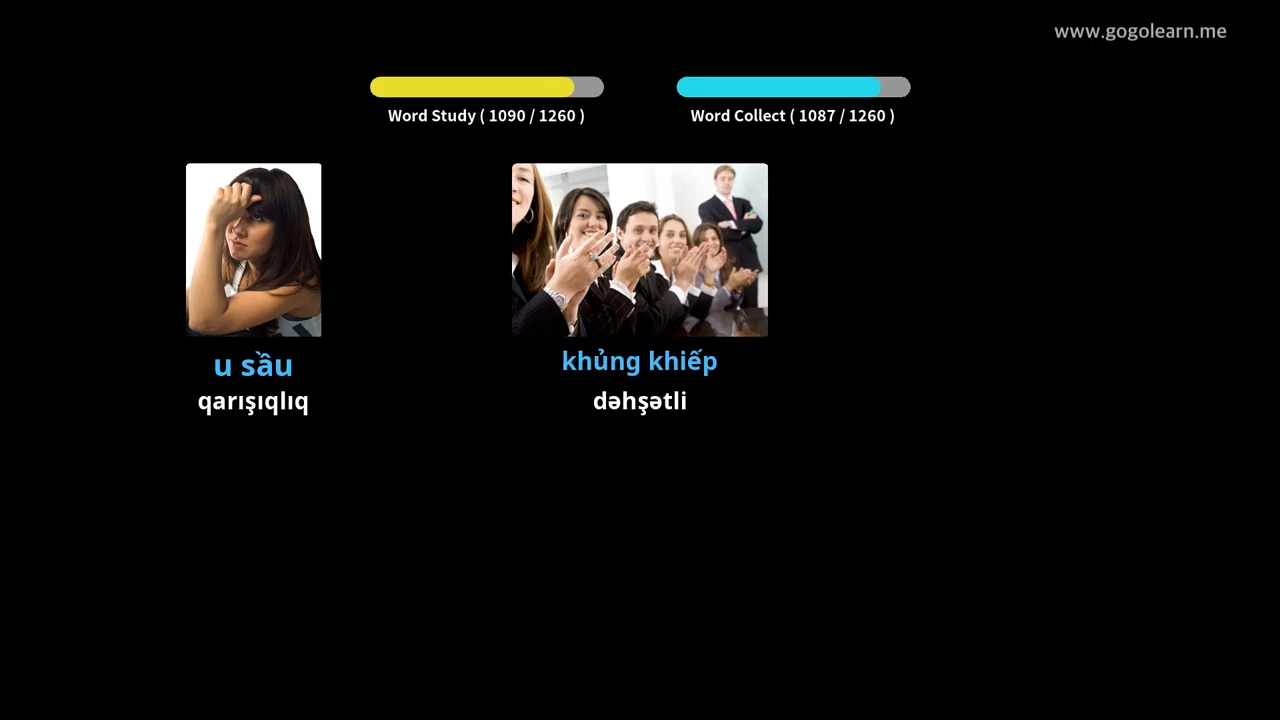 www.gogolearn.me
Word Study ( 1090 / 1260 )
Word Collect ( 1087 / 1260 )
u sầu
qarışıqlıq
khủng khiếp
dəhşətli